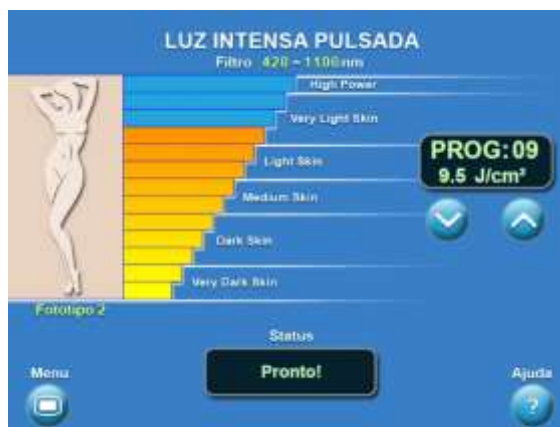 LUZ INTENSA PULSADA
Filtro 420 ~ 1100nm
High Power
Very Light Skin
Light Skin
Medium Skin
Dark Skin
Very Dark Skin
PROG:09
9.5 J/cm²
Fototipo 2
Status
Pronto!
Menu
Ajuda
?